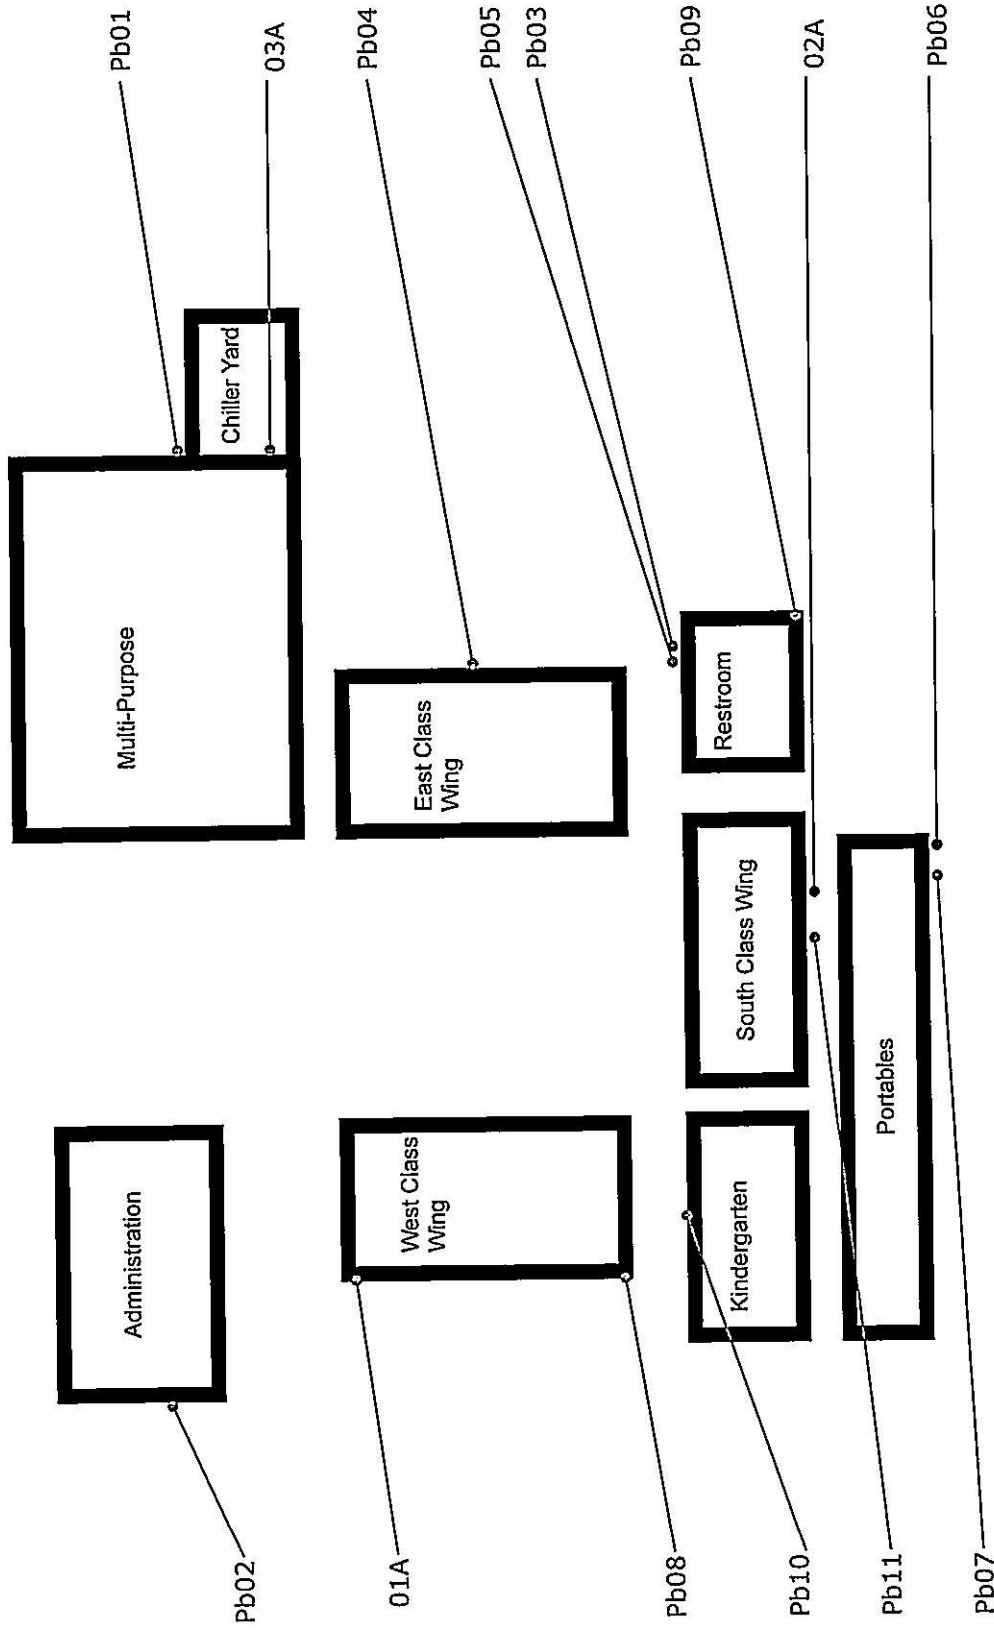 Pb01
Administration
Multi-Purpose
Chiller Yard
Pb02
03A
Pb04
01A
West Class
Wing
East Class
Wing
Pb05
Pb03
Pb08
Pb09
Kindergarten
South Class Wing
Restroom
Pb10
02A
Portables
Pb11
Pb06
Pb07